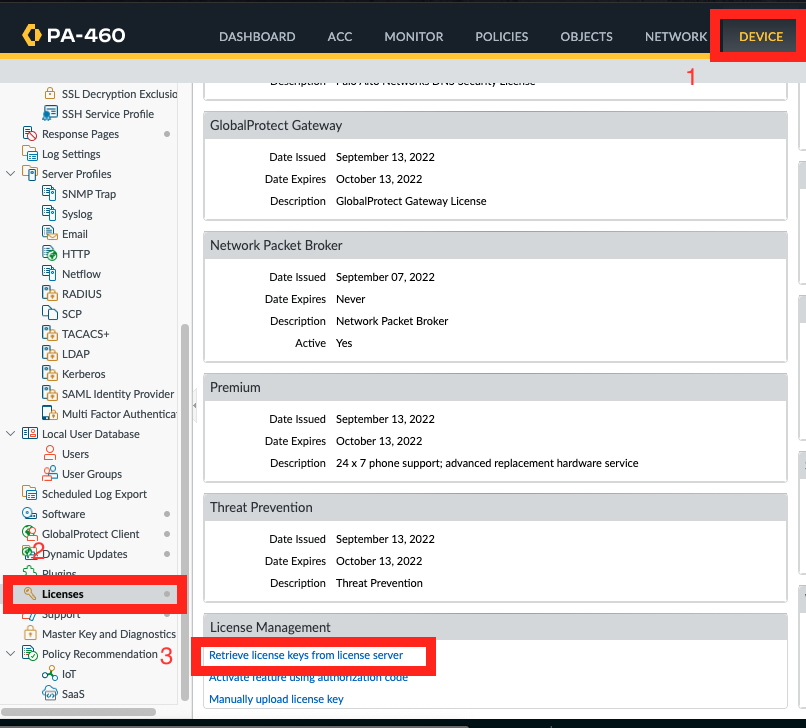 PA-460
DASHBOARD
ACC
MONITOR
POLICIES
OBJECTS
NETWORK
DEVICE
1
SSL Decryption Exclusio
SSH Service Profile
Response Pages
Log Settings
Server Profiles
SNMP Trap
Syslog
Email
HTTP
Netflow
RADIUS
SCP
TACACS+
LDAP
Kerberos
SAML Identity Provider
Multi Factor Authentica
Local User Database
Users
User Groups
Scheduled Log Export
Software
GlobalProtect Client
2
Dynamic Updates
Plugins
Licenses
Support
Master Key and Diagnostics
Policy Recommendation
3
IoT
SaaS
Description Palo Alto Networks DNS Security License
GlobalProtect Gateway
Date Issued September 13, 2022
Date Expires October 13, 2022
Description GlobalProtect Gateway License
Network Packet Broker
Date Issued September 07, 2022
Date Expires Never
Description Network Packet Broker
Active Yes
Premium
Date Issued September 13, 2022
Date Expires October 13, 2022
Description 24 x 7 phone support; advanced replacement hardware service
Threat Prevention
Date Issued September 13, 2022
Date Expires October 13, 2022
Description Threat Prevention
License Management
Retrieve license keys from license server
Activate feature using authorization code
Manually upload license key